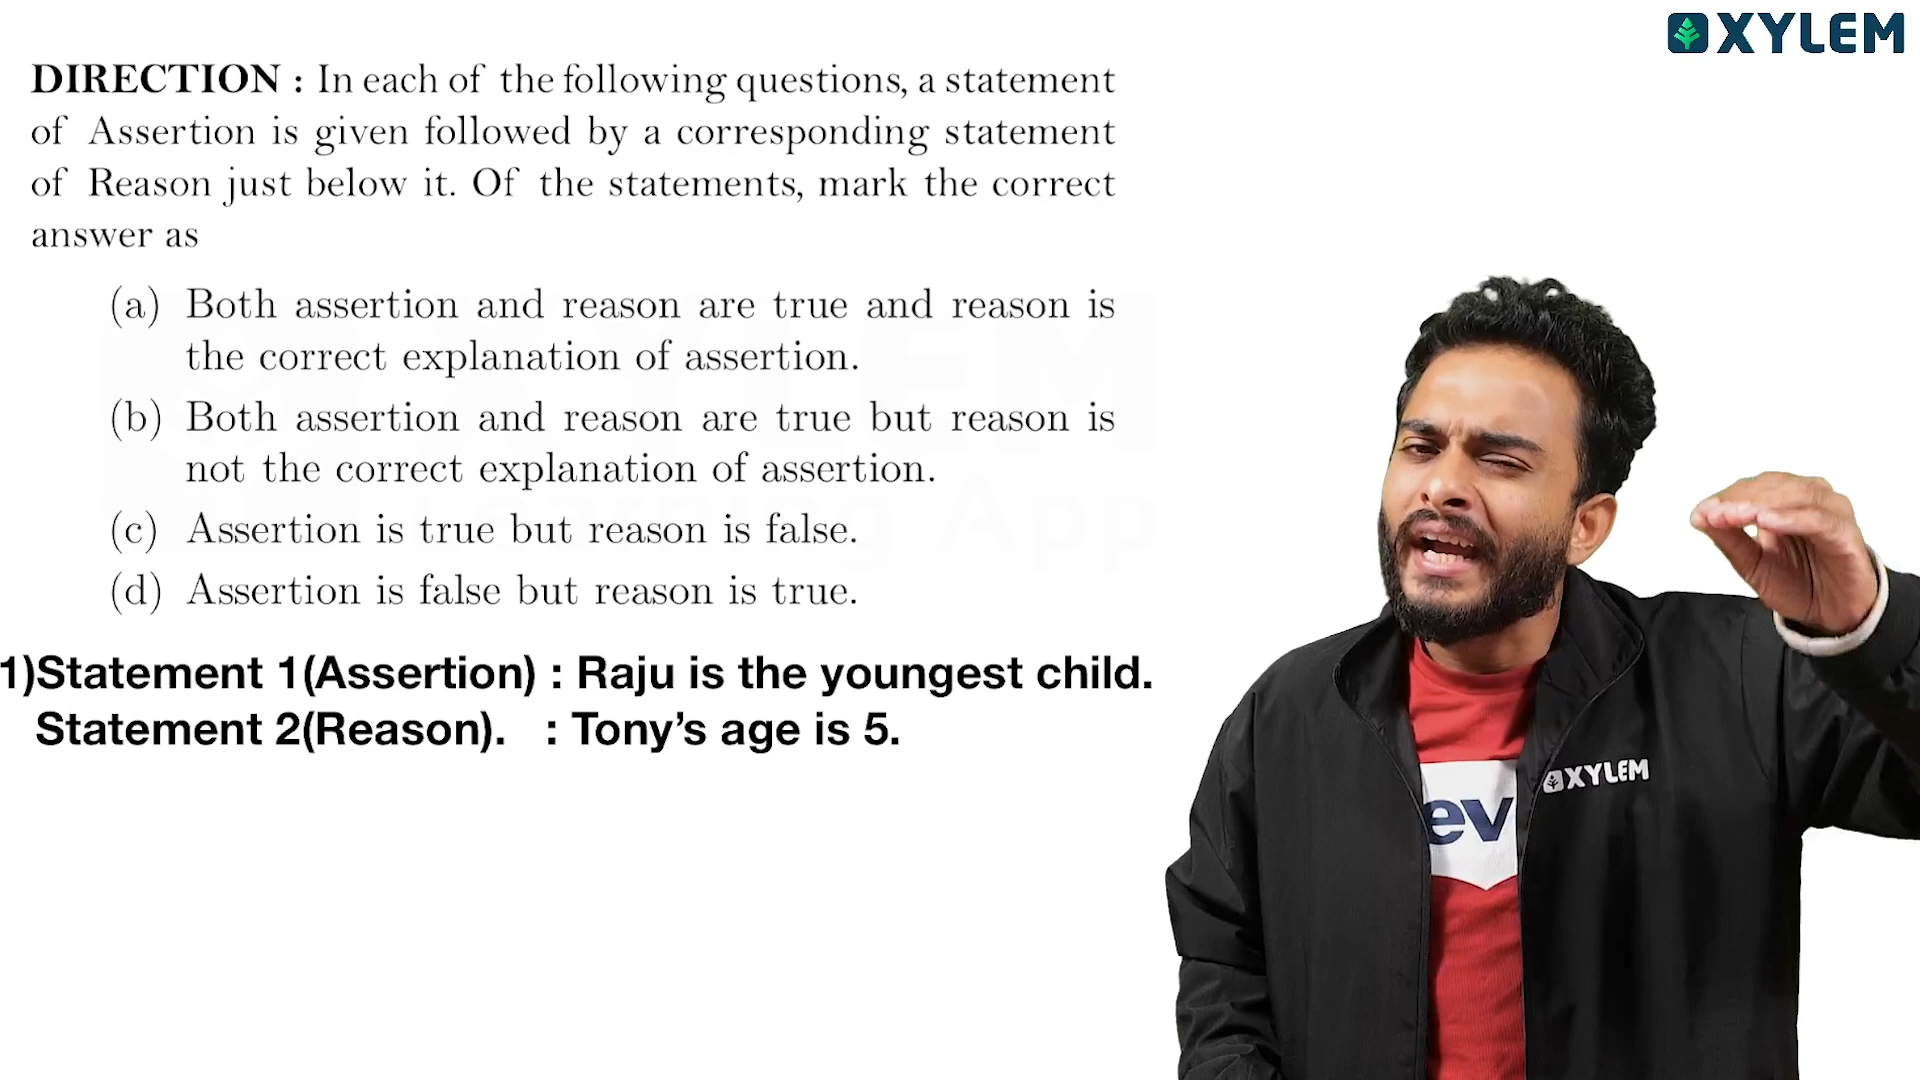 XYLEM
DIRECTION : In each of the following questions, a statement
of Assertion is given followed by a corresponding statement
of Reason just below it. Of the statements, mark the correct
answer as
(a) Both assertion and reason are true and reason is
the correct explanation of assertion.
(b) Both assertion and reason are true but reason is
not the correct explanation of assertion.
(c) Assertion is true but reason is false.
(d) Assertion is false but reason is true.
1)Statement 1(Assertion) : Raju is the youngest child.
Statement 2(Reason). : Tony’s age is 5.
XYLEM
ev
Learning App